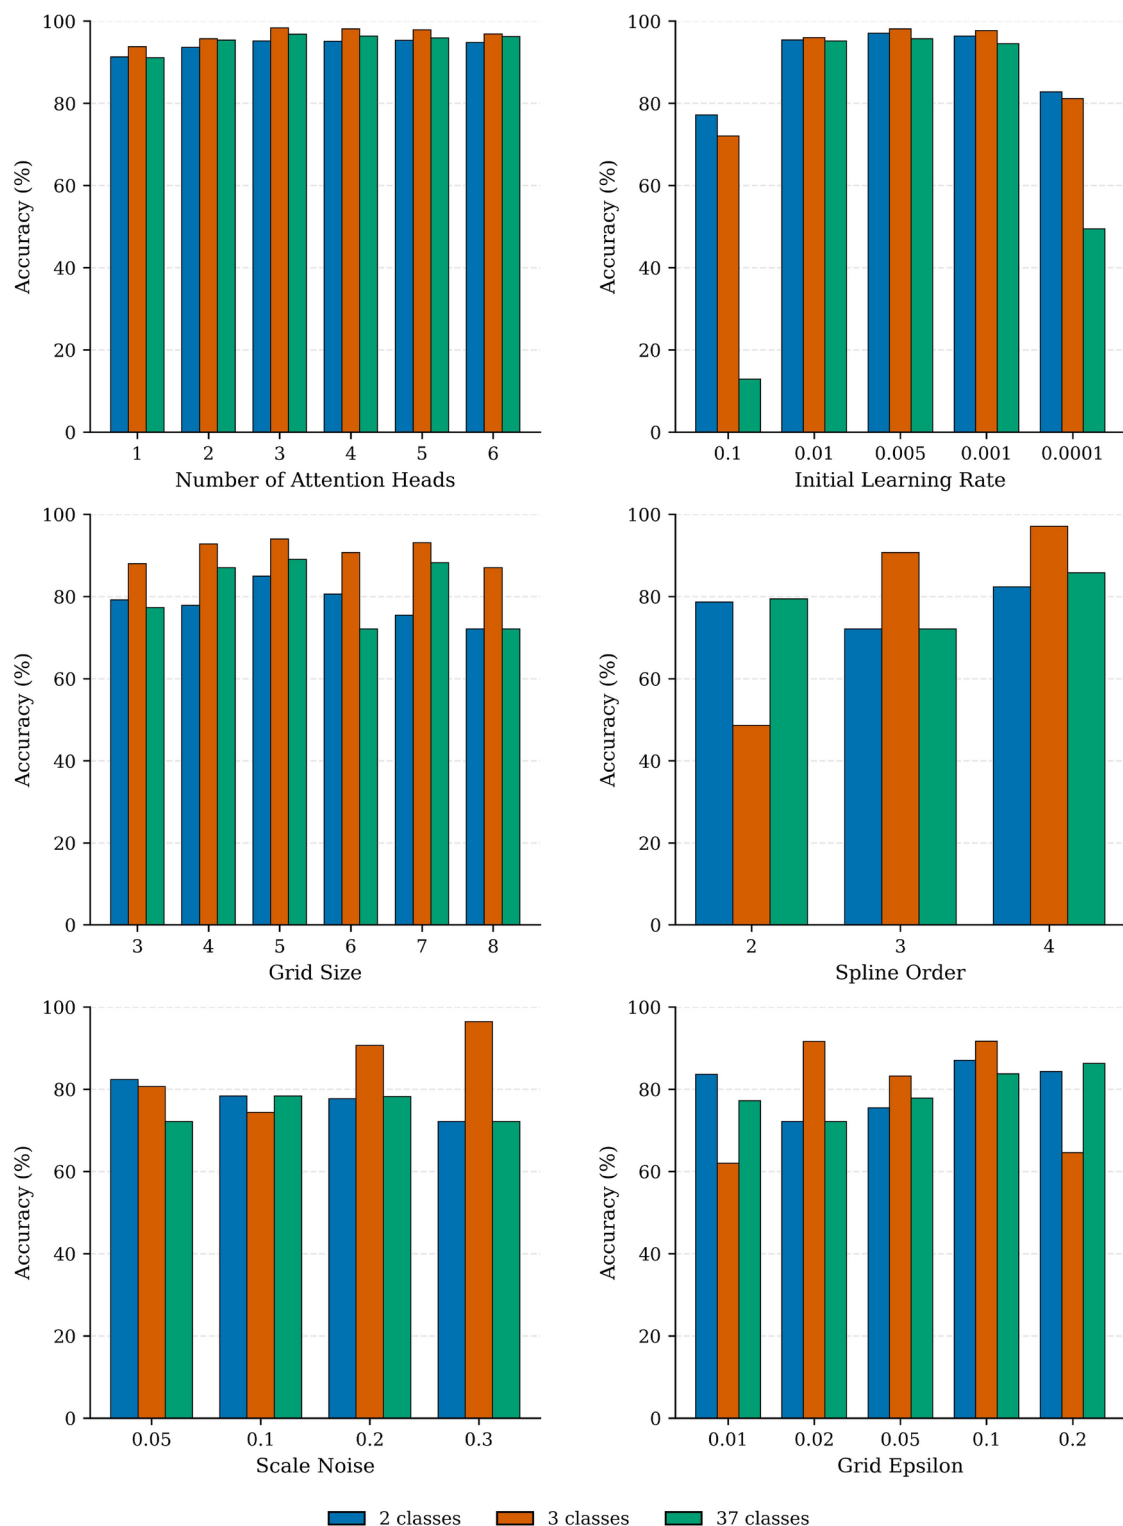 100
80
60
40
20
0
Accuracy (%)
1 2 3 4 5 6
Number of Attention Heads
100
80
60
40
20
0
Accuracy (%)
0.1 0.01 0.005 0.001 0.0001
Initial Learning Rate
100
80
60
40
20
0
Accuracy (%)
3 4 5 6 7 8
Grid Size
100
80
60
40
20
0
Accuracy (%)
2 3 4
Spline Order
100
80
60
40
20
0
Accuracy (%)
0.05 0.1 0.2 0.3
Scale Noise
100
80
60
40
20
0
Accuracy (%)
0.01 0.02 0.05 0.1 0.2
Grid Epsilon
2 classes 3 classes 37 classes